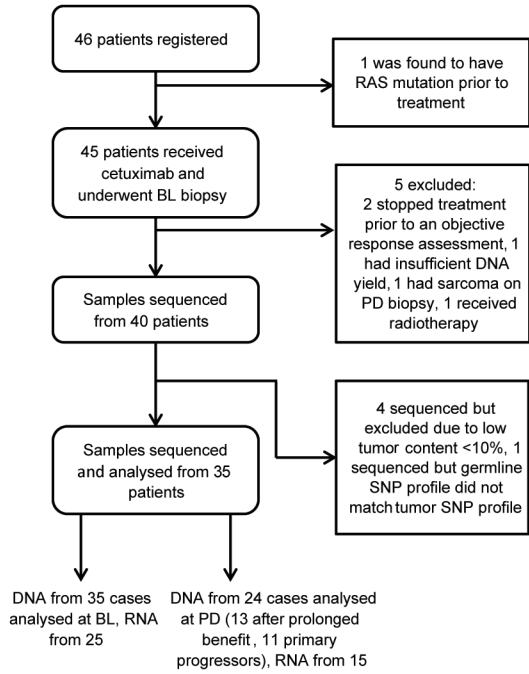 46 patients registered
1 was found to have
RAS mutation prior to
treatment
45 patients received
cetuximab and
underwent BL biopsy
5 excluded:
2 stopped treatment
prior to an objective
response assessment, 1
had insufficient DNA
yield, 1 had sarcoma on
PD biopsy, 1 received
radiotherapy
Samples sequenced
from 40 patients
4 sequenced but
excluded due to low
tumor content <10%, 1
sequenced but germline
SNP profile did not
match tumor SNP profile
Samples sequenced
and analysed from 35
patients
DNA from 35 cases
analysed at BL, RNA
from 25
DNA from 24 cases analysed
at PD (13 after prolonged
benefit , 11 primary
progressors), RNA from 15